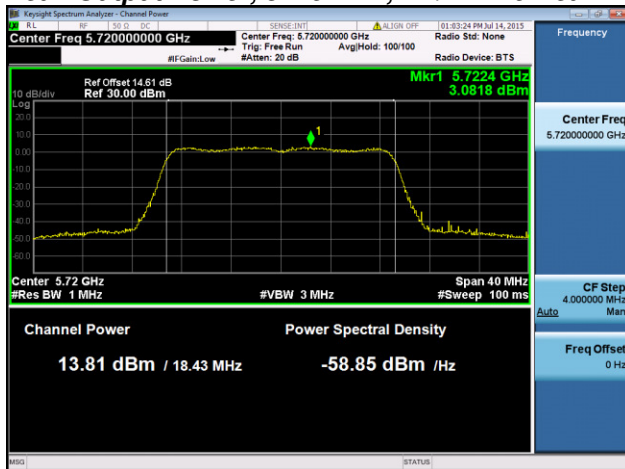 Keysight Spectrum Analyzer - Channel Power
RL RF 50 Ω DC SENSE:INT ALIGN OFF 01:03:24 PM Jul 14, 2015
Center Freq 5.720000000 GHz
Center Freq: 5.720000000 GHz
Radio Std: None
Trig: Free Run Avg|Hold: 100/100
#IFGain:Low
#Atten: 20 dB
Radio Device: BTS
Frequency
Ref Offset 14.61 dB
Mkr1 5.7224 GHz
10 dB/div Ref 30.00 dBm
3.0818 dBm
Log
20.0
10.0
1
0.00
-10.0
-20.0
-30.0
-40.0
-50.0
-60.0
Center Freq
5.720000000 GHz
Center 5.72 GHz
Span 40 MHz
#Res BW 1 MHz
#VBW 3 MHz
#Sweep 100 ms
CF Step
4.000000 MHz
Auto Man
Channel Power
Power Spectral Density
13.81 dBm / 18.43 MHz
-58.85 dBm /Hz
Freq Offset
0 Hz
MSG
STATUS